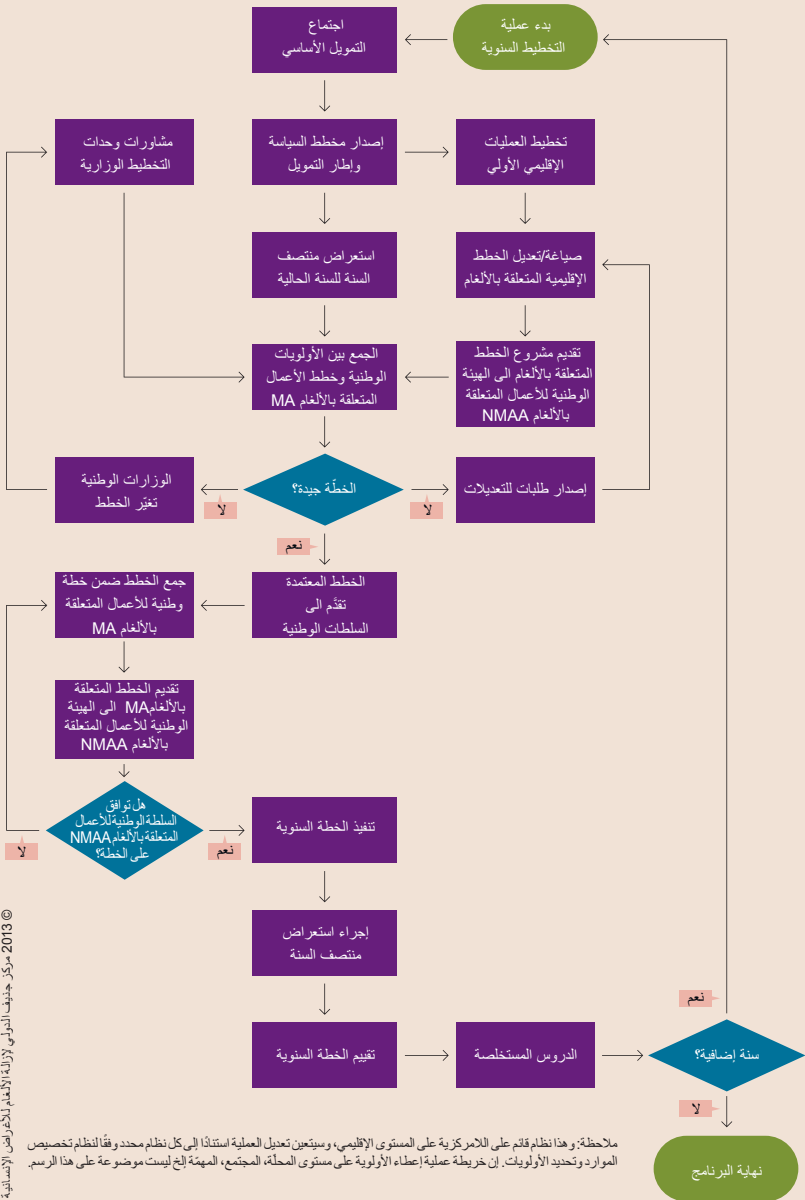 بدء عملية
التخطيط السنوية
اجتماع
التمويل الأساسي
تخطيط العمليات
الإقليمي الأولي
إصدار مخطط السياسة
وإطار التمويل
مشاورات وحدات
التخطيط الوزارية
صياغة/تعديل الخطط
الإقليمية المتعلقة بالألغام
استعراض منتصف
السنة للسنة الحالية
تقديم مشروع الخطط
المتعلقة بالألغام الى الهيئة
الوطنية للأعمال المتعلقة
بالألغام NMAA
الجمع بين الأولويات
الوطنية وخطط الأعمال
المتعلقة بالألغام MA
إصدار طلبات للتعديلات
لا
الخطّة جيدة؟
لا
الوزارات الوطنية
تغيّر الخطط
نعم
الخطط المعتمدة
تقدَّم الى
السلطات الوطنية
جمع الخطط ضمن خطة
وطنية للأعمال المتعلقة
بالألغام MA
تقديم الخطط المتعلقة
بالألغامMA الى الهيئة
الوطنية للأعمال المتعلقة
بالألغام NMAA
هل توافق
السلطة الوطنية للأعمال
المتعلقة بالألغامNMAA
على الخطة؟
لا
نعم
تنفيذ الخطة السنوية
إجراء استعراض
منتصف السنة
تقييم الخطة السنوية
الدروس المستخلصة
سنة إضافية؟
نعم
لا
نهاية البرنامج
ملاحظة: وهذا نظام قائم على اللامركزية على المستوى الإقليمي، وسيتعين تعديل العملية استنادًا إلى كل نظام محدد وفقًا لنظام تخصيص
الموارد وتحديد الأولويات. إن خريطة عملية إعطاء الأولوية على مستوى المحلّة، المجتمع، المهمّة إلخ ليست موضوعة على هذا الرسم.
© 2013 مركز جنيف الدولي لإزالة الألغام للأغراض الإنسانية